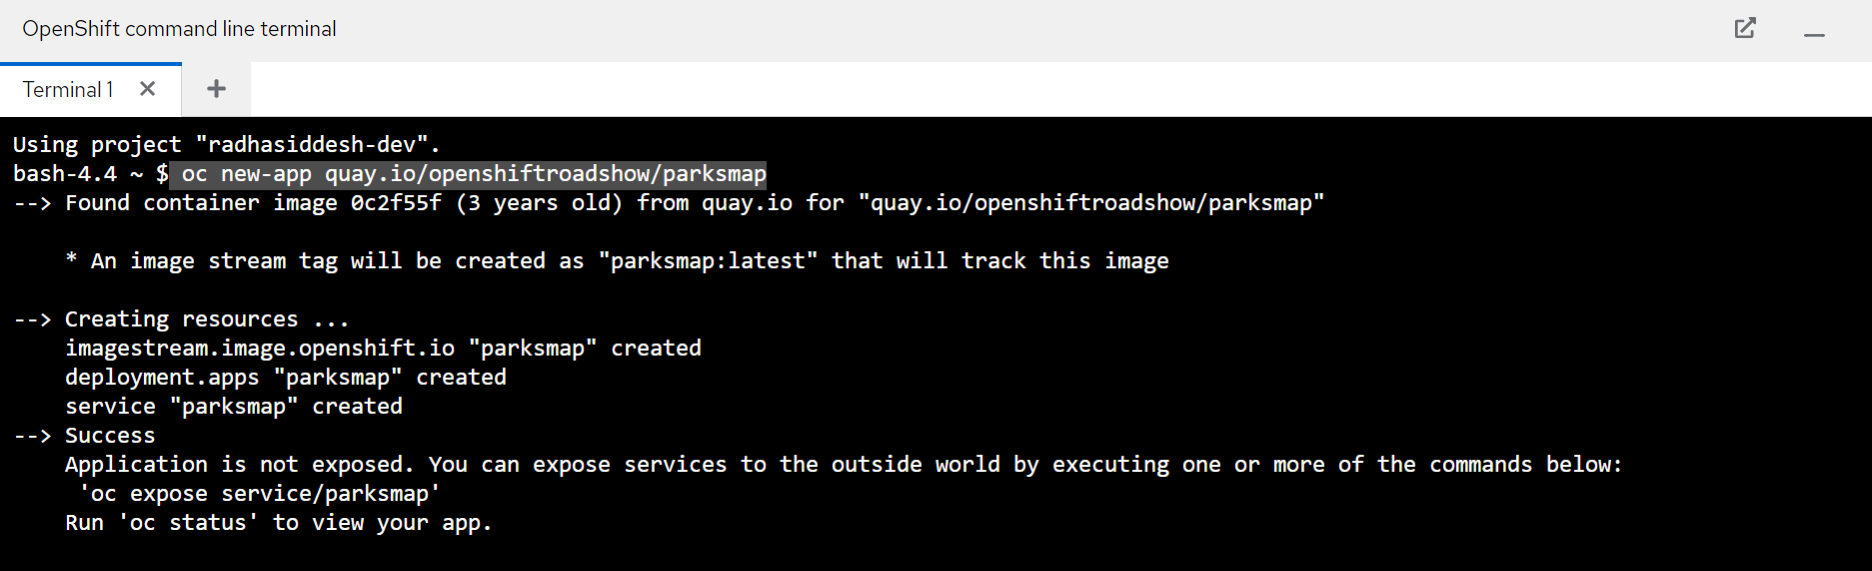 OpenShift command line terminal
Terminal 1
Using project "radhasiddesh-dev".
bash-4.4 ~ $ oc new-app quay.io/openshiftroadshow/parksmap
--> Found container image 0c2f55f (3 years old) from quay.io for "quay.io/openshiftroadshow/parksmap"
* An image stream tag will be created as "parksmap:latest" that will track this image
--> Creating resources ...
imagestream.image.openshift.io "parksmap" created
deployment.apps "parksmap" created
service "parksmap" created
--> Success
Application is not exposed. You can expose services to the outside world by executing one or more of the commands below:
'oc expose service/parksmap'
Run 'oc status' to view your app.